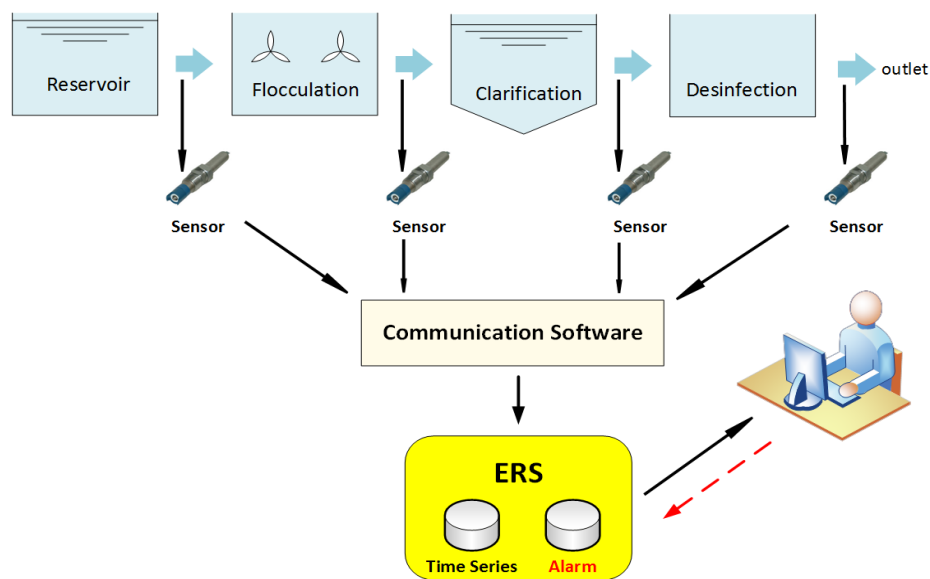 Reservoir
Flocculation
Clarification
Desinfection
outlet
Sensor
Sensor
Sensor
Sensor
Communication Software
ERS
Time Series
Alarm